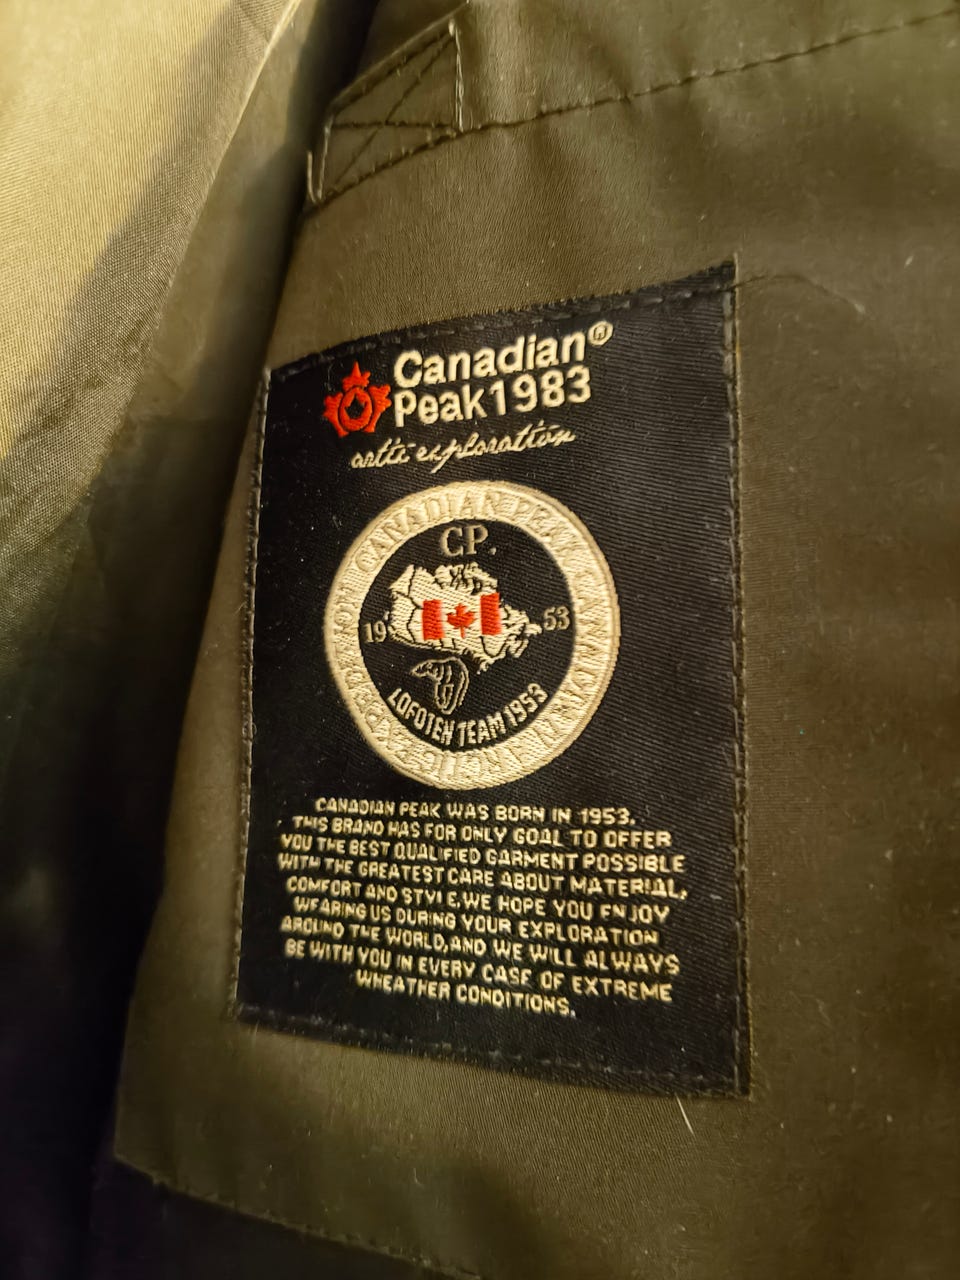 Canadian®
Peak1983
artic exploration
CANADIAN PEAK
CP.
19 53
LOFOTEN TEAM 1953
CANADIAN PEAK WAS BORN IN 1953.
THIS BRAND HAS FOR ONLY GOAL TO OFFER
YOU THE BEST QUALIFIED GARMENT POSSIBLE
WITH THE GREATEST CARE ABOUT MATERIAL,
COMFORT AND STYLE,WE HOPE YOU ENJOY
WEARING US DURING YOUR EXPLORATION
AROUND THE WORLD,AND WE WILL ALWAYS
BE WITH YOU IN EVERY CASE OF EXTREME
WHEATHER CONDITIONS.